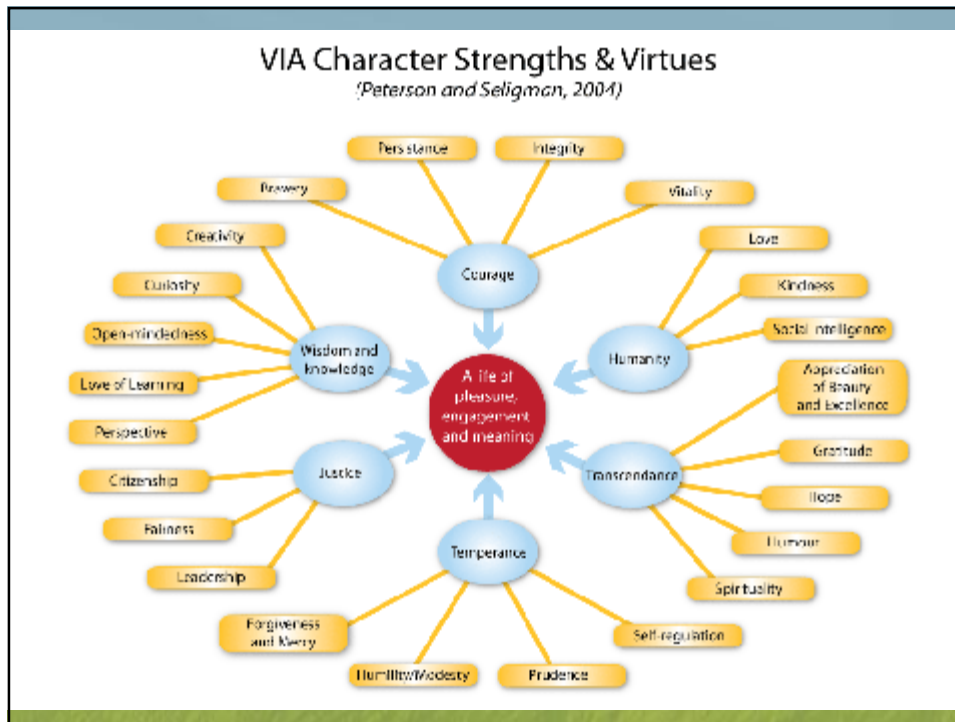 VIA Character Strengths & Virtues
(Peterson and Seligman, 2004)
Persistance
Integrity
Bravery
Vitality
Creativity
Love
Courage
Curiosity
Kindness
Open-mindedness
Social intelligence
Wisdom and
knowledge
Humanity
Love of Learning
A life of
pleasure,
engagement
and meaning
Appreciation
of Beauty
and Excellence
Perspective
Gratitude
Citizenship
Justice
Transcendance
Hope
Fairness
Humour
Temperance
Leadership
Spirituality
Forgiveness
and Mercy
Self-regulation
Humility/Modesty
Prudence